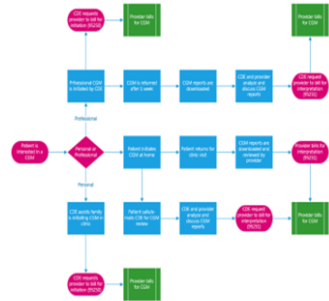 CDE requests
provider to bill for
initiation (95250)
Provider bills
for CGM
Provider bills
for CGM
Professional CGM
is initiated by CDE
CGM is returned
after 1 week
CGM reports are
downloaded
CDE and provider
analyze and
discuss CGM
reports
CDE request
provider to bill for
interpretation
(95251)
Professional
Patient is
interested in a
CGM
Personal or
Professional
Patient initiates
CGM at home
Patient returns for
clinic visit
CGM reports are
downloaded and
reviewed by
provider
Provider bills for
interpretation
(95251)
Personal
CDE assists family
in initiating CGM in
clinic
Patient
visits CDE for CGM
review
CDE and provider
analyze and
discuss CGM
reports
CDE request
provider to bill for
interpretation
(95251)
Provider bills
for CGM
CDE requests
provider to bill for
initiation (95250)
Provider bills
for CGM